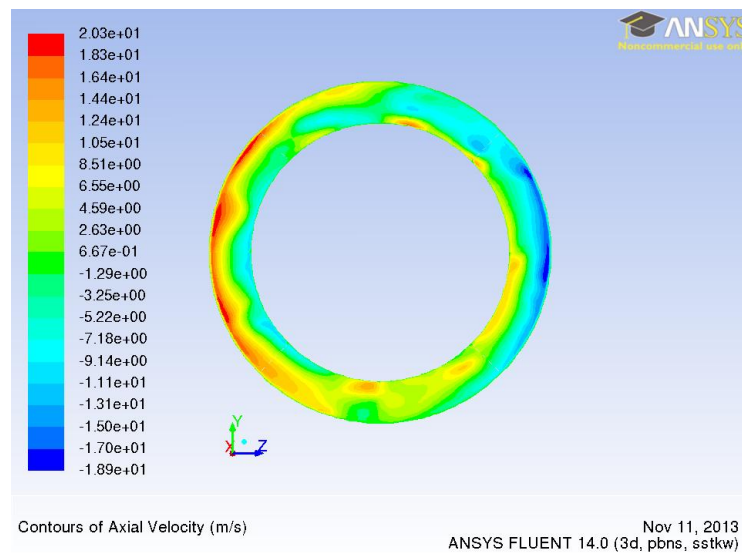 ANSYS
Noncommercial use only
2.03e+01
1.83e+01
1.64e+01
1.44e+01
1.24e+01
1.05e+01
8.51e+00
6.55e+00
4.59e+00
2.63e+00
6.67e-01
-1.29e+00
-3.25e+00
-5.22e+00
-7.18e+00
-9.14e+00
-1.11e+01
-1.31e+01
-1.50e+01
-1.70e+01
-1.89e+01
Y
X Z
Contours of Axial Velocity (m/s)
Nov 11, 2013
ANSYS FLUENT 14.0 (3d, pbns, sstkw)